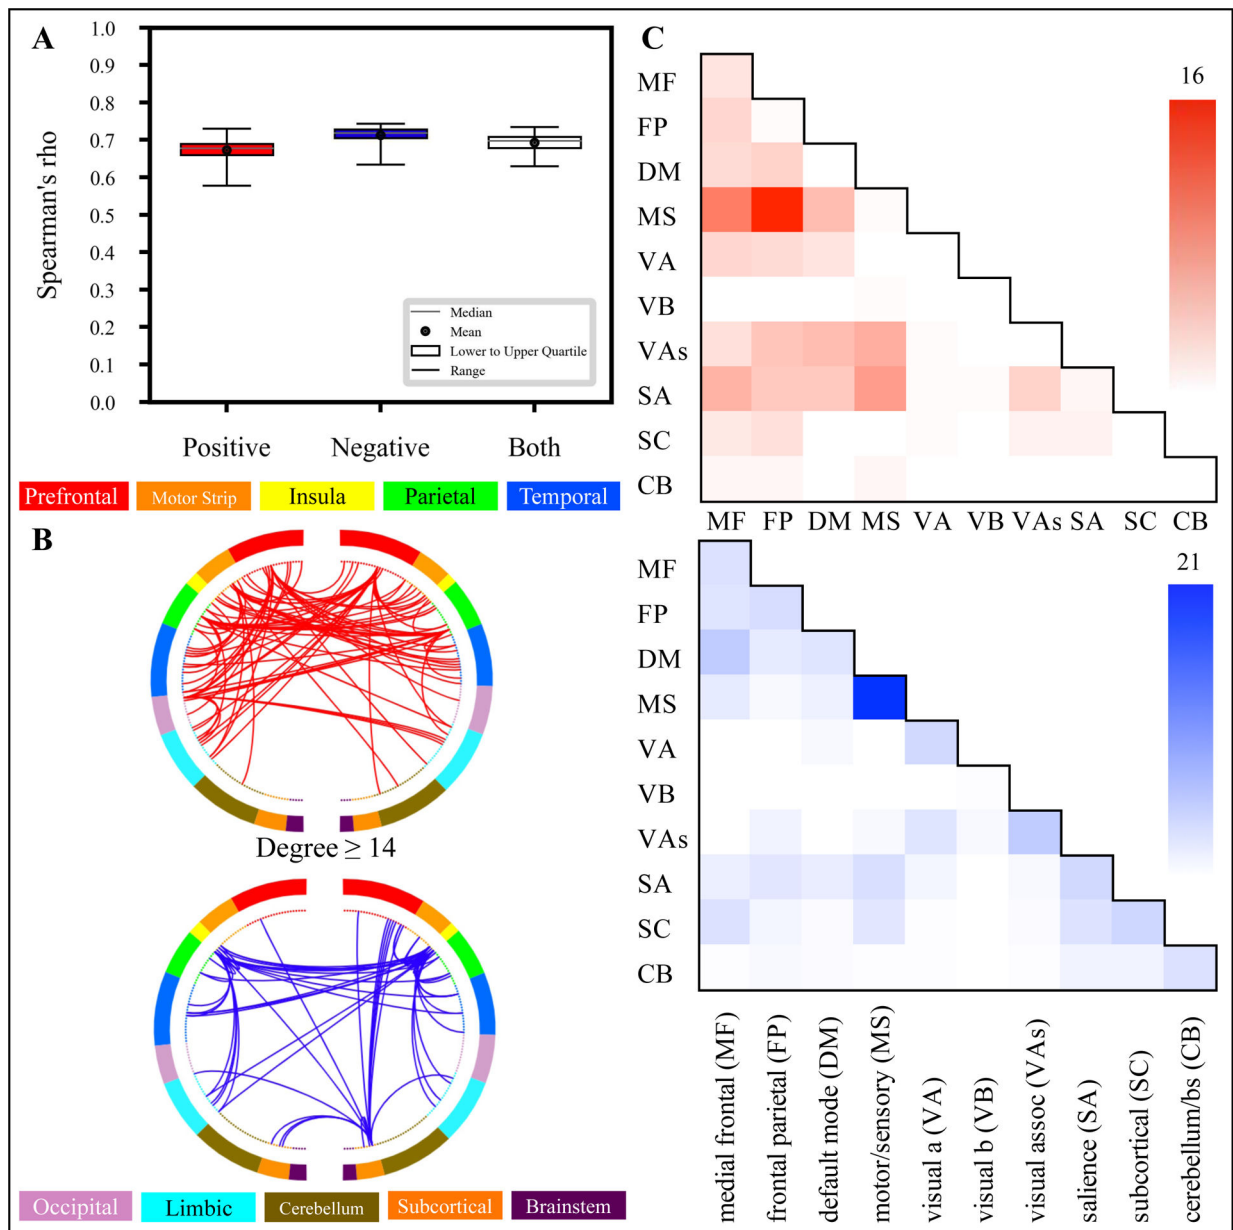 A
1.0
0.9
0.8
0.7
0.6
0.5
0.4
0.3
0.2
0.1
0.0
Spearman's rho
Median
Mean
Lower to Upper Quartile
Range
Positive Negative Both
Prefrontal Motor Strip Insula Parietal Temporal
B
Degree ≥ 14
Occipital Limbic Cerebellum Subcortical Brainstem
C
16
MF
FP
DM
MS
VA
VB
VAs
SA
SC
CB
MF FP DM MS VA VB VAs SA SC CB
21
MF
FP
DM
MS
VA
VB
VAs
SA
SC
CB
medial frontal (MF)
frontal parietal (FP)
default mode (DM)
motor/sensory (MS)
visual a (VA)
visual b (VB)
visual assoc (VAs)
salience (SA)
subcortical (SC)
cerebellum/bs (CB)